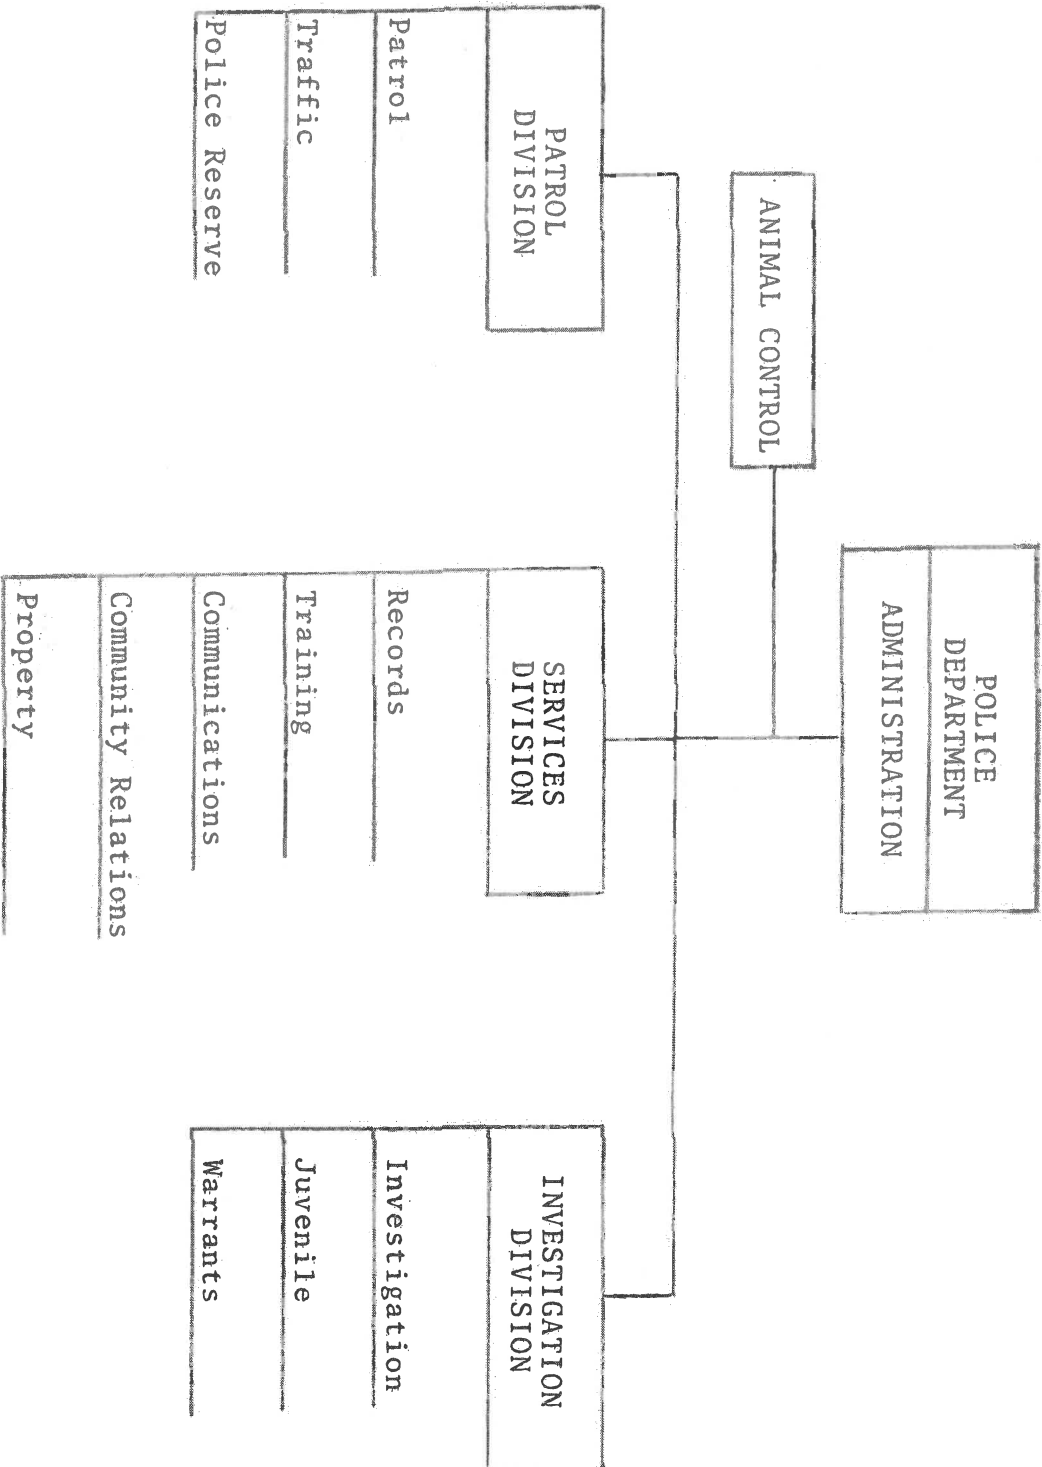 POLICE
DEPARTMENT
ADMINISTRATION
ANIMAL CONTROL
PATROL
DIVISION
Patrol
Traffic
Police Reserve
SERVICES
DIVISION
Records
Training
Communications
Community Relations
Property
INVESTIGATION
DIVISION
Investigation
Juvenile
Warrants